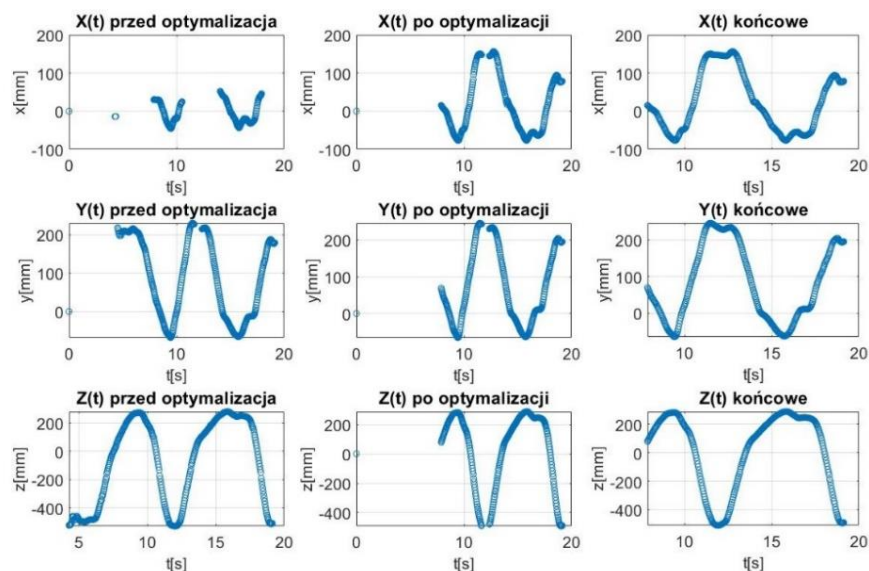 X(t) przed optymalizacja
X(t) po optymalizacji
X(t) końcowe
200
100
0
-100
x[mm]
0
10
20
t[s]
200
100
0
-100
x[mm]
0
10
20
t[s]
200
100
0
-100
x[mm]
10
15
20
t[s]
Y(t) przed optymalizacja
Y(t) po optymalizacji
Y(t) końcowe
200
100
0
y[mm]
0
10
20
t[s]
200
100
0
y[mm]
0
10
20
t[s]
200
100
0
y[mm]
10
15
20
t[s]
Z(t) przed optymalizacja
Z(t) po optymalizacji
Z(t) końcowe
200
0
-200
-400
z[mm]
5
10
15
20
t[s]
200
0
-200
-400
z[mm]
0
10
20
t[s]
200
0
-200
-400
z[mm]
10
15
20
t[s]